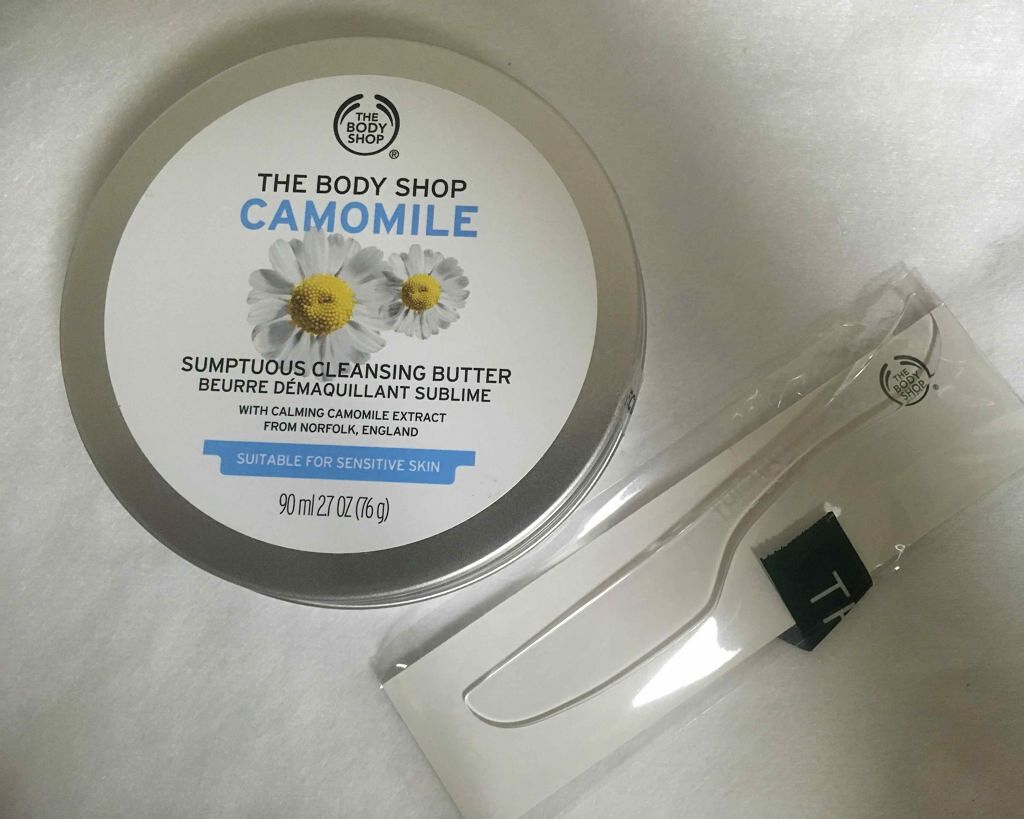 THE
BODY
SHOP
®
THE BODY SHOP
CAMOMILE
SUMPTUOUS CLEANSING BUTTER
BEURRE DÉMAQUILLANT SUBLIME
WITH CALMING CAMOMILE EXTRACT
FROM NORFOLK, ENGLAND
SUITABLE FOR SENSITIVE SKIN
90 ml 2.7 OZ (76 g)
THE
BODY
SHOP
®